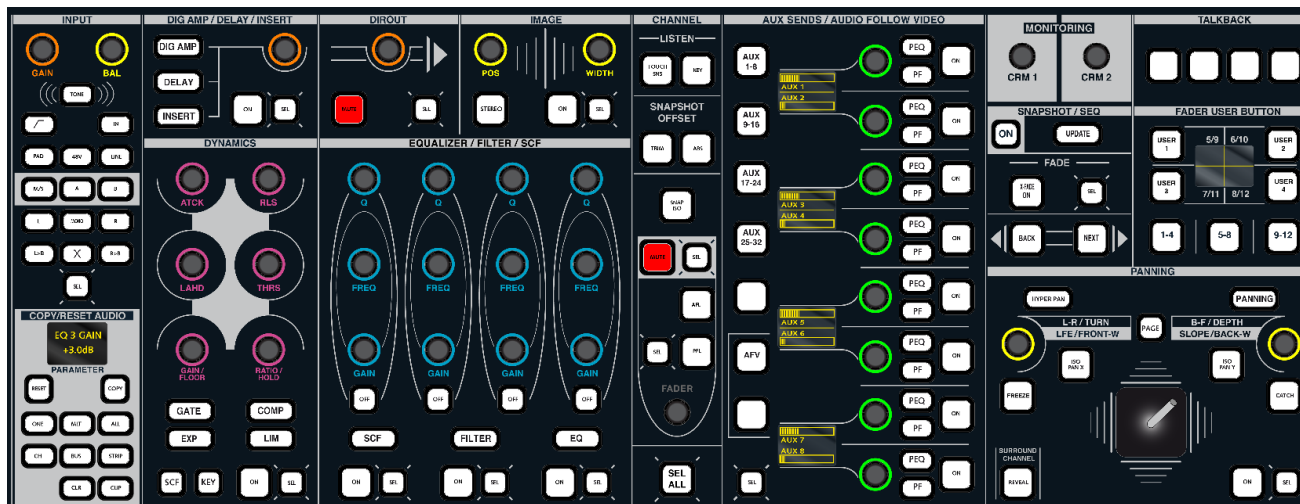 INPUT
GAIN
BAL
TONE
IN
PAD
48V
UNL
M/S
A
B
L
MONO
R
L>B
X
R>B
SEL
COPY/RESET AUDIO
EQ 3 GAIN
+3.0dB
PARAMETER
RESET
COPY
ONE
MLT
ALL
CH
BUS
STRIP
CLR
CLIP
DIG AMP / DELAY / INSERT
DIG AMP
DELAY
INSERT
ON
SEL
DYNAMICS
ATCK
RLS
LAHD
THRS
GAIN /
FLOOR
RATIO /
HOLD
GATE
COMP
EXP
LIM
SCF
KEY
ON
SEL
DIROUT
MUTE
SEL
IMAGE
POS
WIDTH
STEREO
ON
SEL
EQUALIZER / FILTER / SCF
Q
Q
Q
Q
FREQ
FREQ
FREQ
FREQ
GAIN
GAIN
GAIN
GAIN
OFF
OFF
OFF
OFF
SCF
FILTER
EQ
ON
SEL
ON
SEL
ON
SEL
CHANNEL
LISTEN
TOUCH
SNS
KEY
SNAPSHOT
OFFSET
TRIM
ABS
SNAP
ISO
MUTE
SEL
AFL
SEL
PFL
FADER
SEL
ALL
AUX SENDS / AUDIO FOLLOW VIDEO
AUX
1-8
AUX
9-16
AUX
17-24
AUX
25-32
AFV
SEL
AUX 1
AUX 2
AUX 3
AUX 4
AUX 5
AUX 6
AUX 7
AUX 8
PEQ
PF
ON
PEQ
PF
ON
PEQ
PF
ON
PEQ
PF
ON
PEQ
PF
ON
PEQ
PF
ON
PEQ
PF
ON
PEQ
PF
ON
MONITORING
CRM 1
CRM 2
SNAPSHOT / SEQ
ON
UPDATE
FADE
X-FADE
ON
SEL
BACK
NEXT
TALKBACK
FADER USER BUTTON
USER
1
5/9
6/10
USER
2
USER
3
7/11
8/12
USER
4
1-4
5-8
9-12
PANNING
HYPER PAN
PANNING
L-R / TURN
LFE/FRONT-W
PAGE
B-F / DEPTH
SLOPE/BACK-W
ISO
PAN X
ISO
PAN Y
FREEZE
CATCH
SURROUND
CHANNEL
REVEAL
ON
SEL